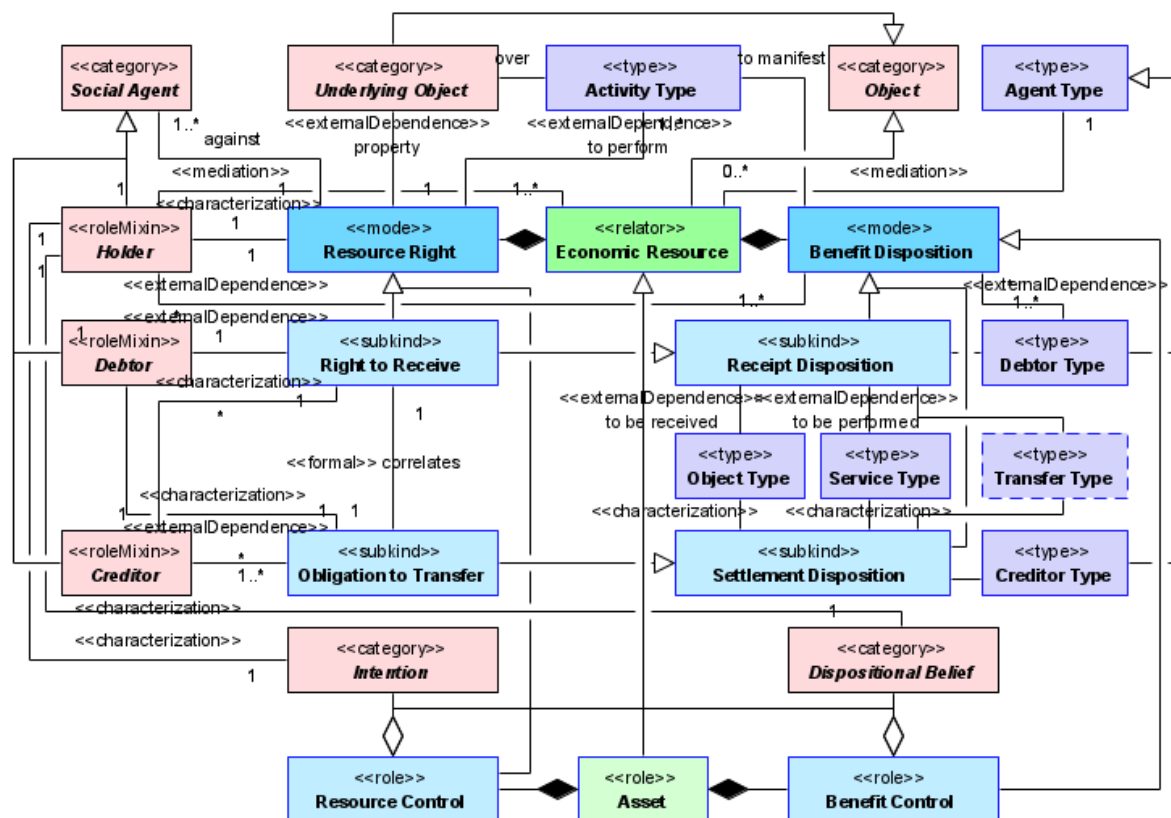 <<category>>
Social Agent
<<category>>
Underlying Object
over
<<type>>
Activity Type
to manifest
<<category>>
Object
<<type>>
Agent Type
1..*
against
<<externalDependence>>
property
<<externalDependence>>
to perform
1
<<mediation>>
<<characterization>>
1
1
1
1..*
0..*
<<mediation>>
<<roleMixin>>
Holder
1
1
1
1
1
<<mode>>
Resource Right
<<relator>>
Economic Resource
<<mode>>
Benefit Disposition
<<externalDependence>>
<<externalDependence>>
1..*
<<externalDependence>>
1..*
*
1
1
<<roleMixin>>
Debtor
<<subkind>>
Right to Receive
<<subkind>>
Receipt Disposition
<<type>>
Debtor Type
<<characterization>>
*
1
1
<<externalDependence>>
to be received
<<externalDependence>>
to be performed
<<formal>> correlates
<<type>>
Object Type
<<type>>
Service Type
<<type>>
Transfer Type
<<characterization>>
1
<<externalDependence>>
1
1
<<characterization>>
<<characterization>>
<<roleMixin>>
Creditor
*
1..*
<<subkind>>
Obligation to Transfer
<<subkind>>
Settlement Disposition
<<type>>
Creditor Type
<<characterization>>
1
<<characterization>>
1
<<category>>
Intention
<<category>>
Dispositional Belief
<<role>>
Resource Control
<<role>>
Asset
<<role>>
Benefit Control